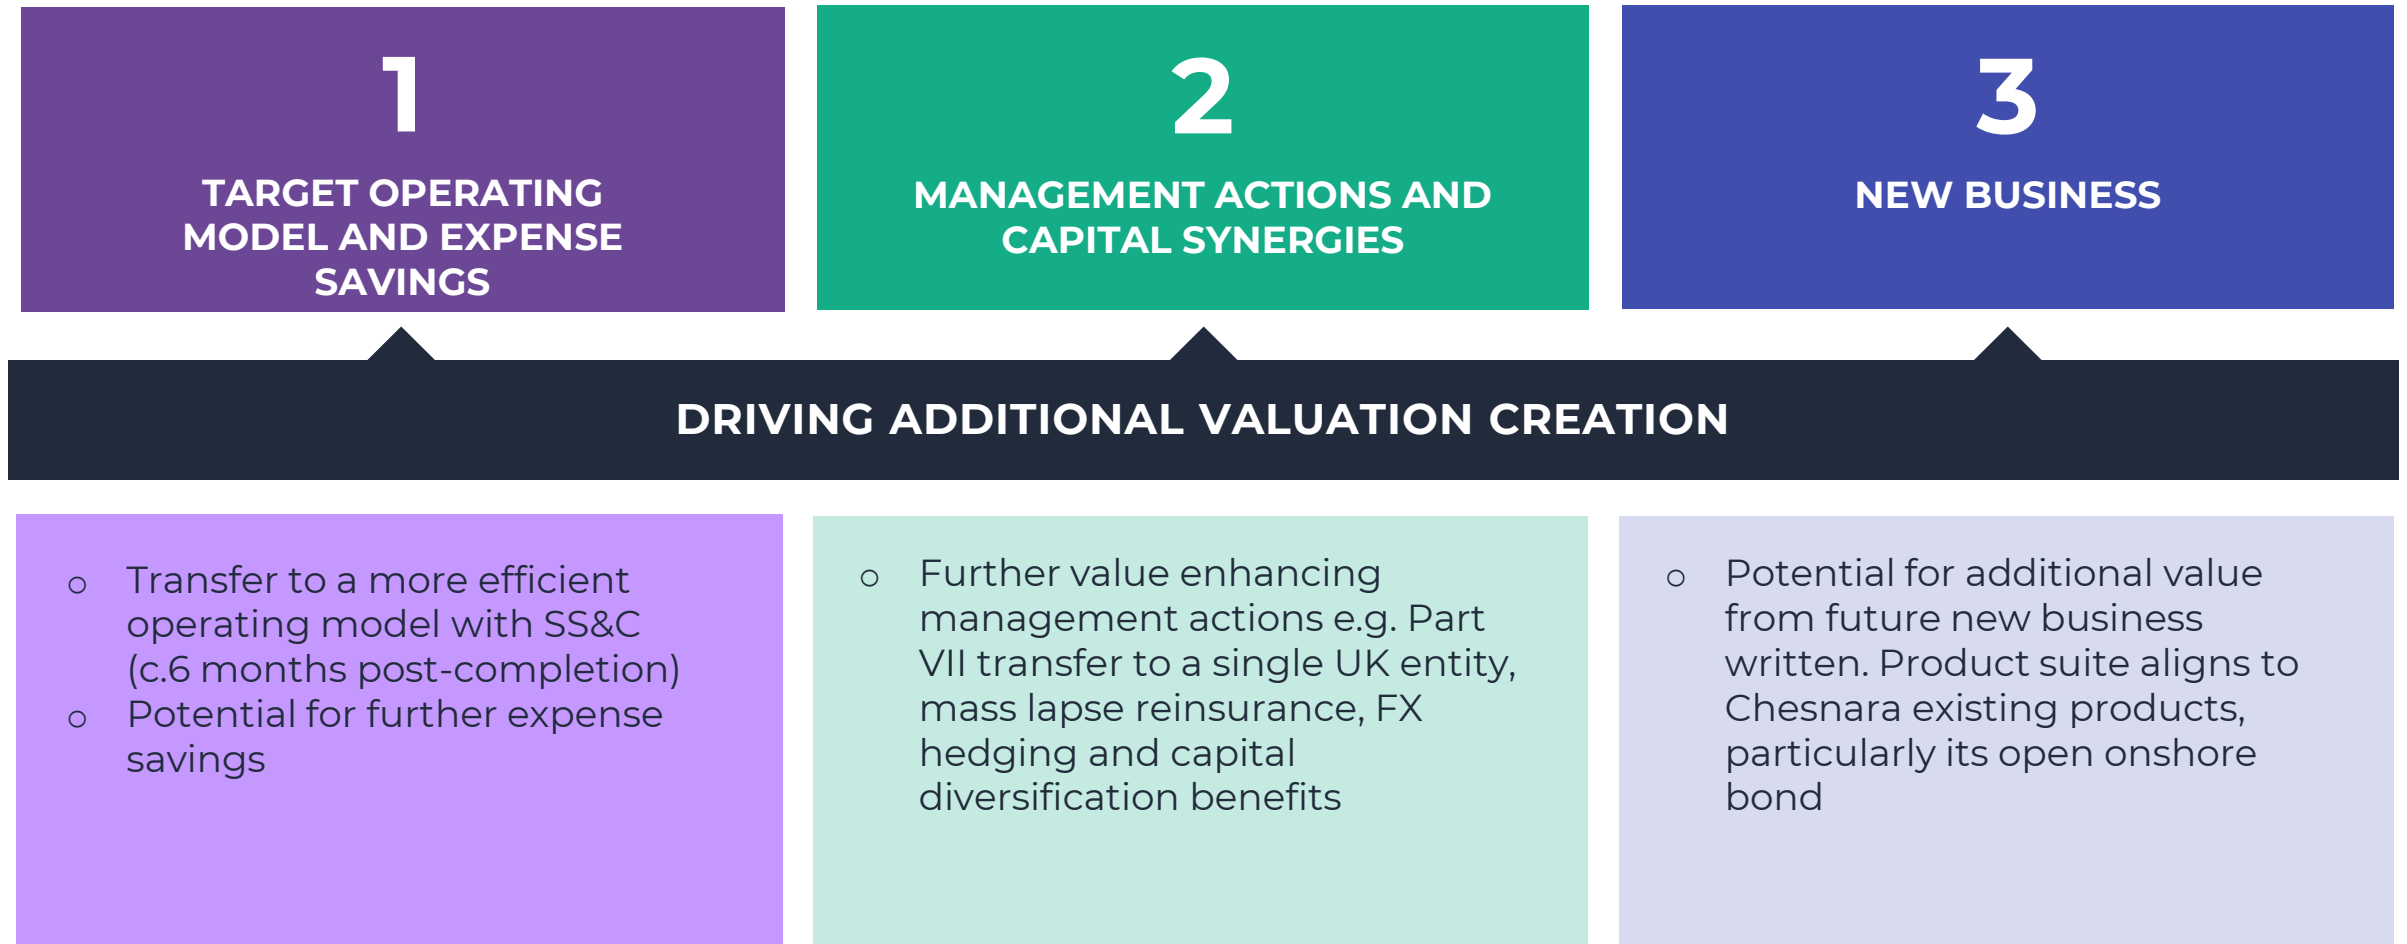 1
TARGET OPERATING
MODEL AND EXPENSE
SAVINGS
2
MANAGEMENT ACTIONS AND
CAPITAL SYNERGIES
3
NEW BUSINESS
DRIVING ADDITIONAL VALUATION CREATION
o Transfer to a more efficient
operating model with SS&C
(c.6 months post-completion)
o Potential for further expense
savings
o Further value enhancing
management actions e.g. Part
VII transfer to a single UK entity,
mass lapse reinsurance, FX
hedging and capital
diversification benefits
o Potential for additional value
from future new business
written. Product suite aligns to
Chesnara existing products,
particularly its open onshore
bond